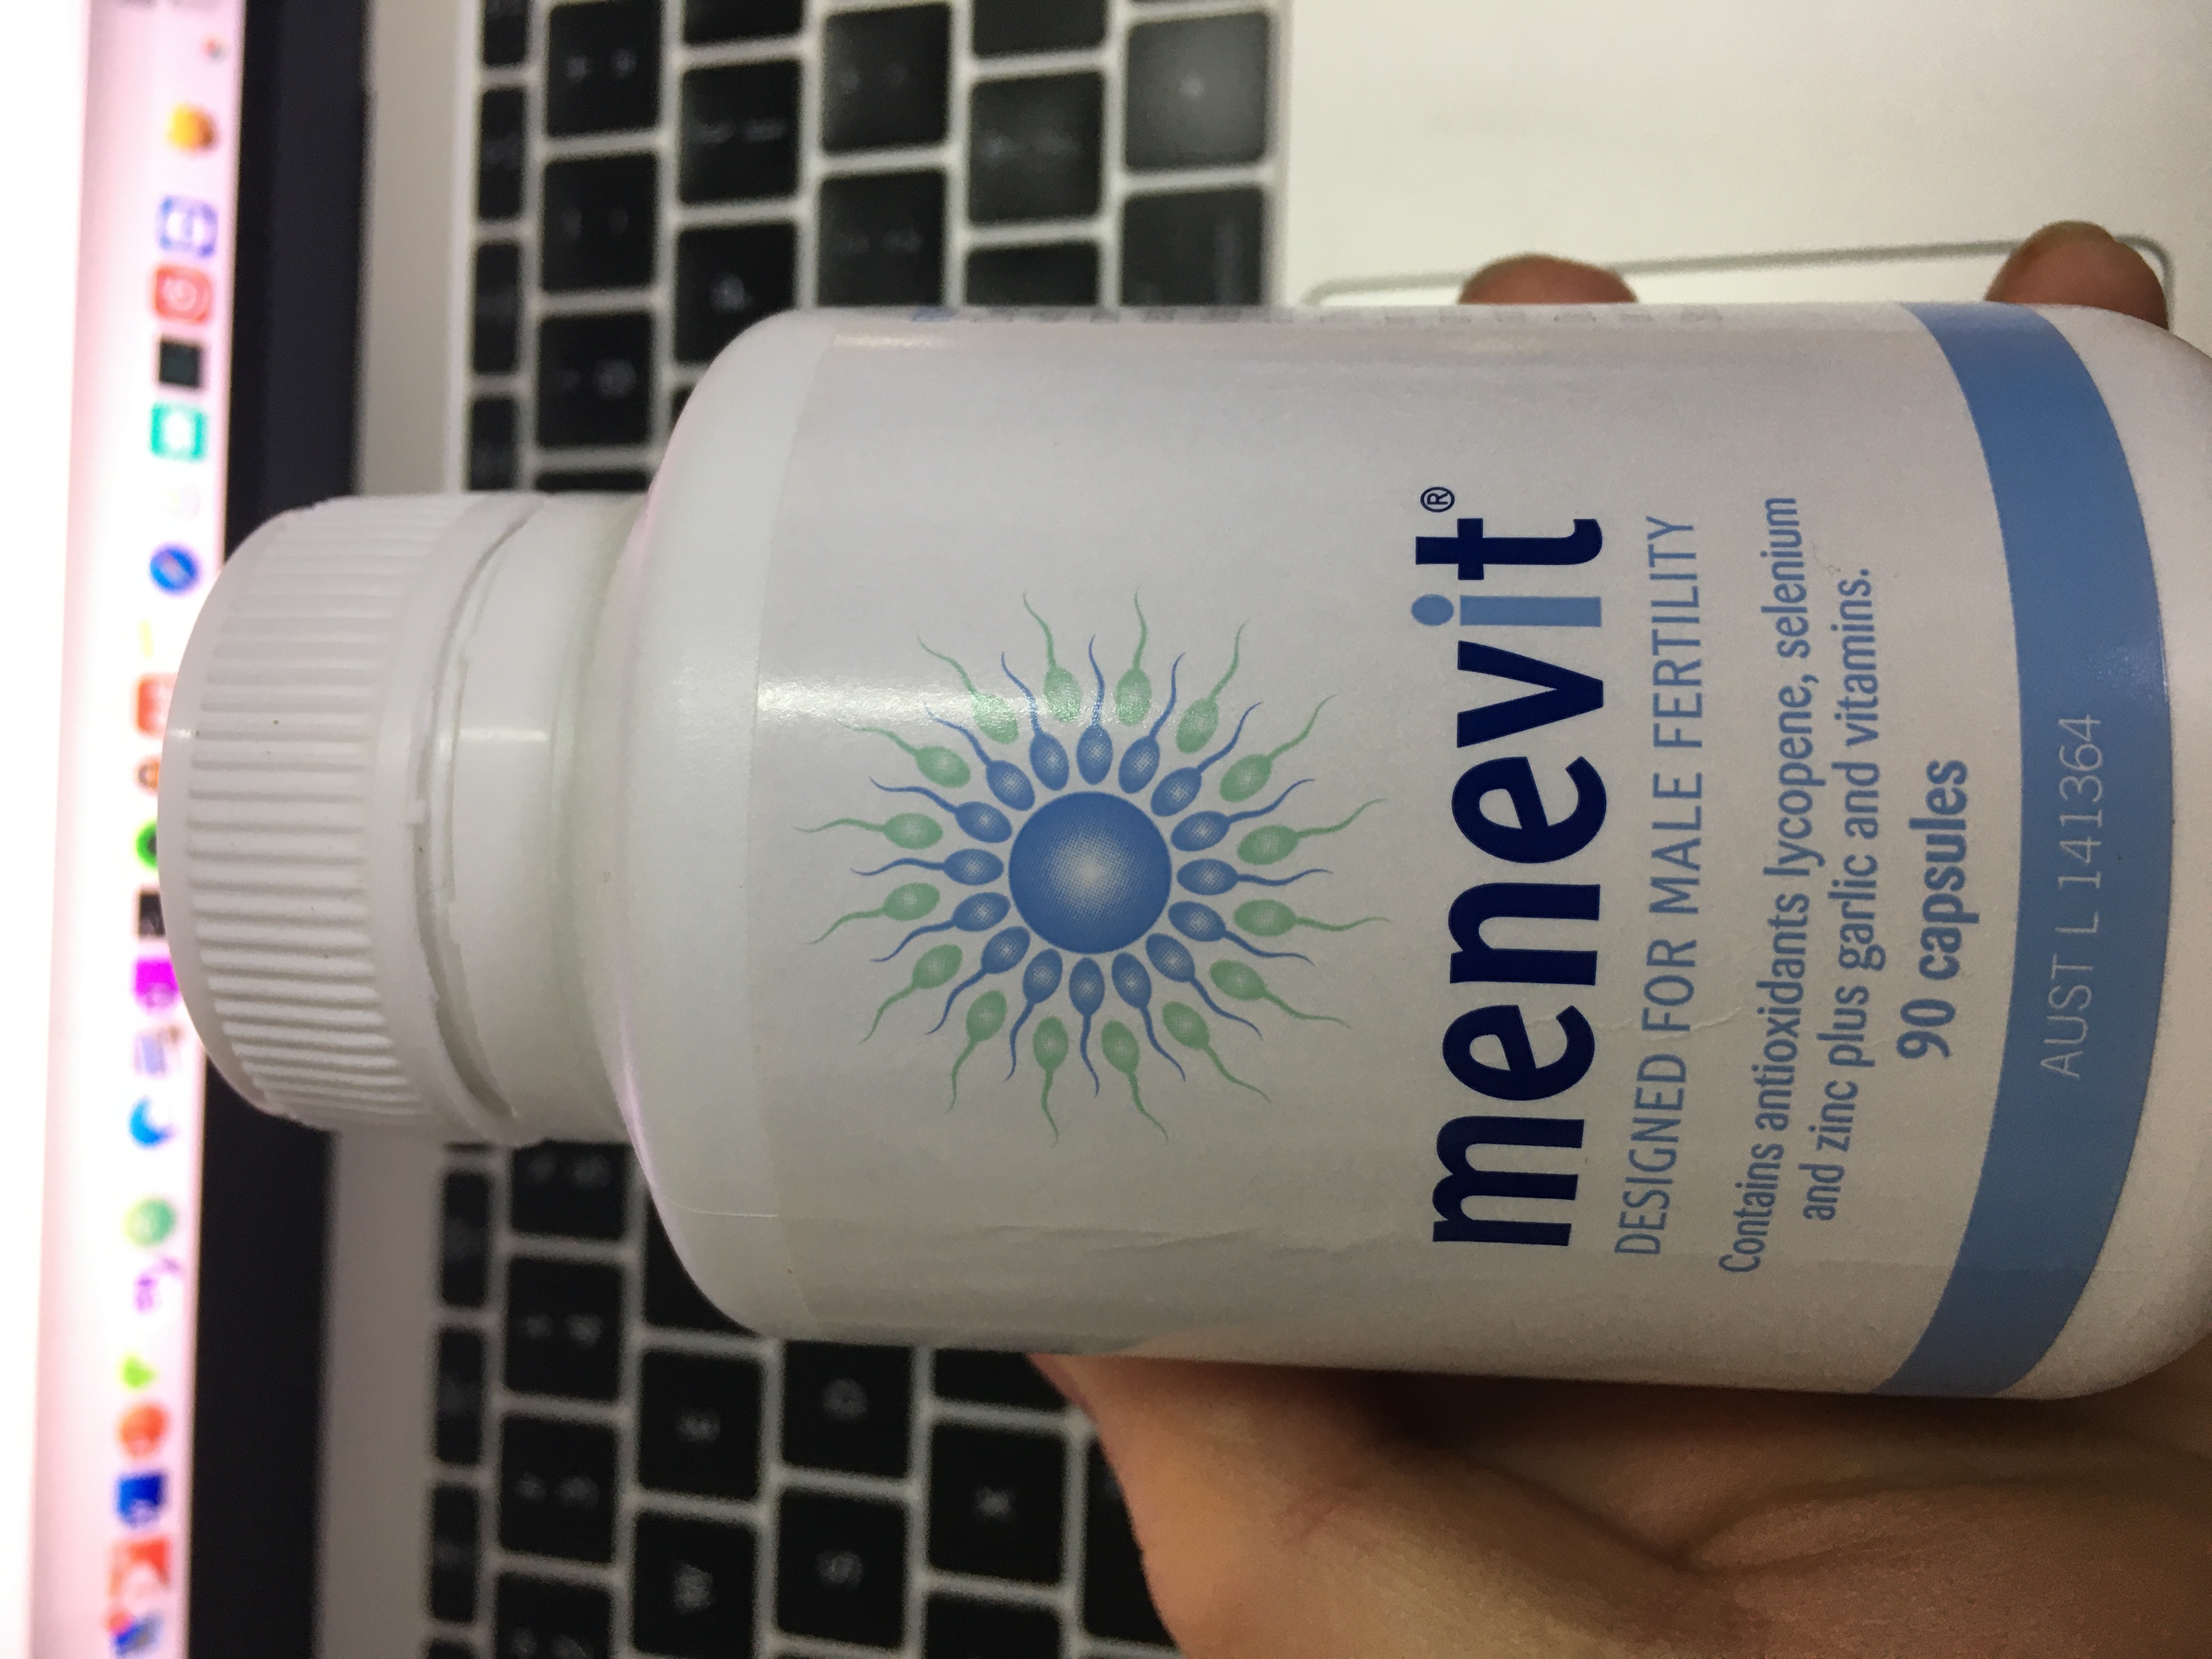 W
E
P
S
D
X
menevit®
DESIGNED FOR MALE FERTILITY
Contains antioxidants lycopene, selenium
and zinc plus garlic and vitamins.
90 capsules
AUST L 141364